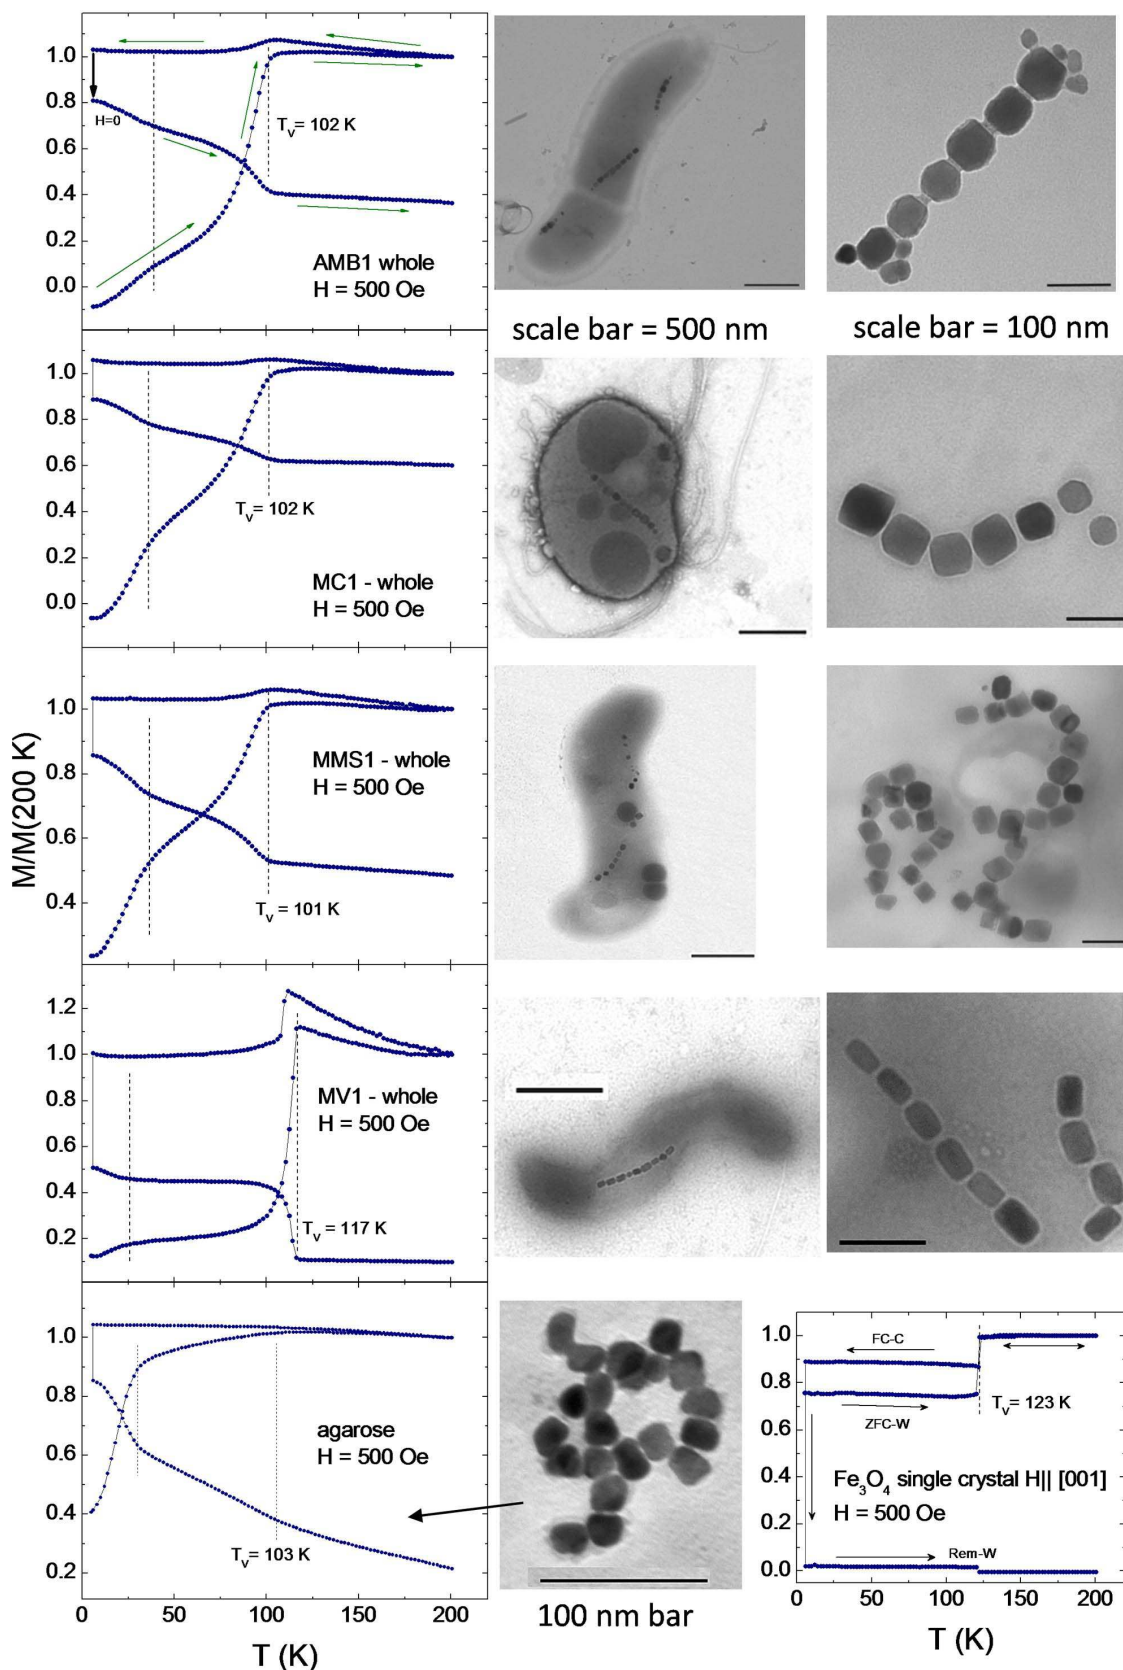 M/M(200 K)
1.0
0.8
0.6
0.4
0.2
0.0
H=0
T_V = 102 K
AMB1 whole
H = 500 Oe
1.0
0.8
0.6
0.4
0.2
0.0
T_V = 102 K
MC1 - whole
H = 500 Oe
1.0
0.8
0.6
0.4
MMS1 - whole
H = 500 Oe
T_V = 101 K
1.2
1.0
0.8
0.6
0.4
0.2
MV1 - whole
H = 500 Oe
T_V = 117 K
1.0
0.8
0.6
0.4
0.2
agarose
H = 500 Oe
T_V = 103 K
0 50 100 150 200
T (K)
scale bar = 500 nm
scale bar = 100 nm
100 nm bar
1.0
0.8
0.6
0.4
0.2
0.0
FC-C
ZFC-W
T_V = 123 K
Fe₃O₄ single crystal H|| [001]
H = 500 Oe
Rem-W
0 50 100 150 200
T (K)